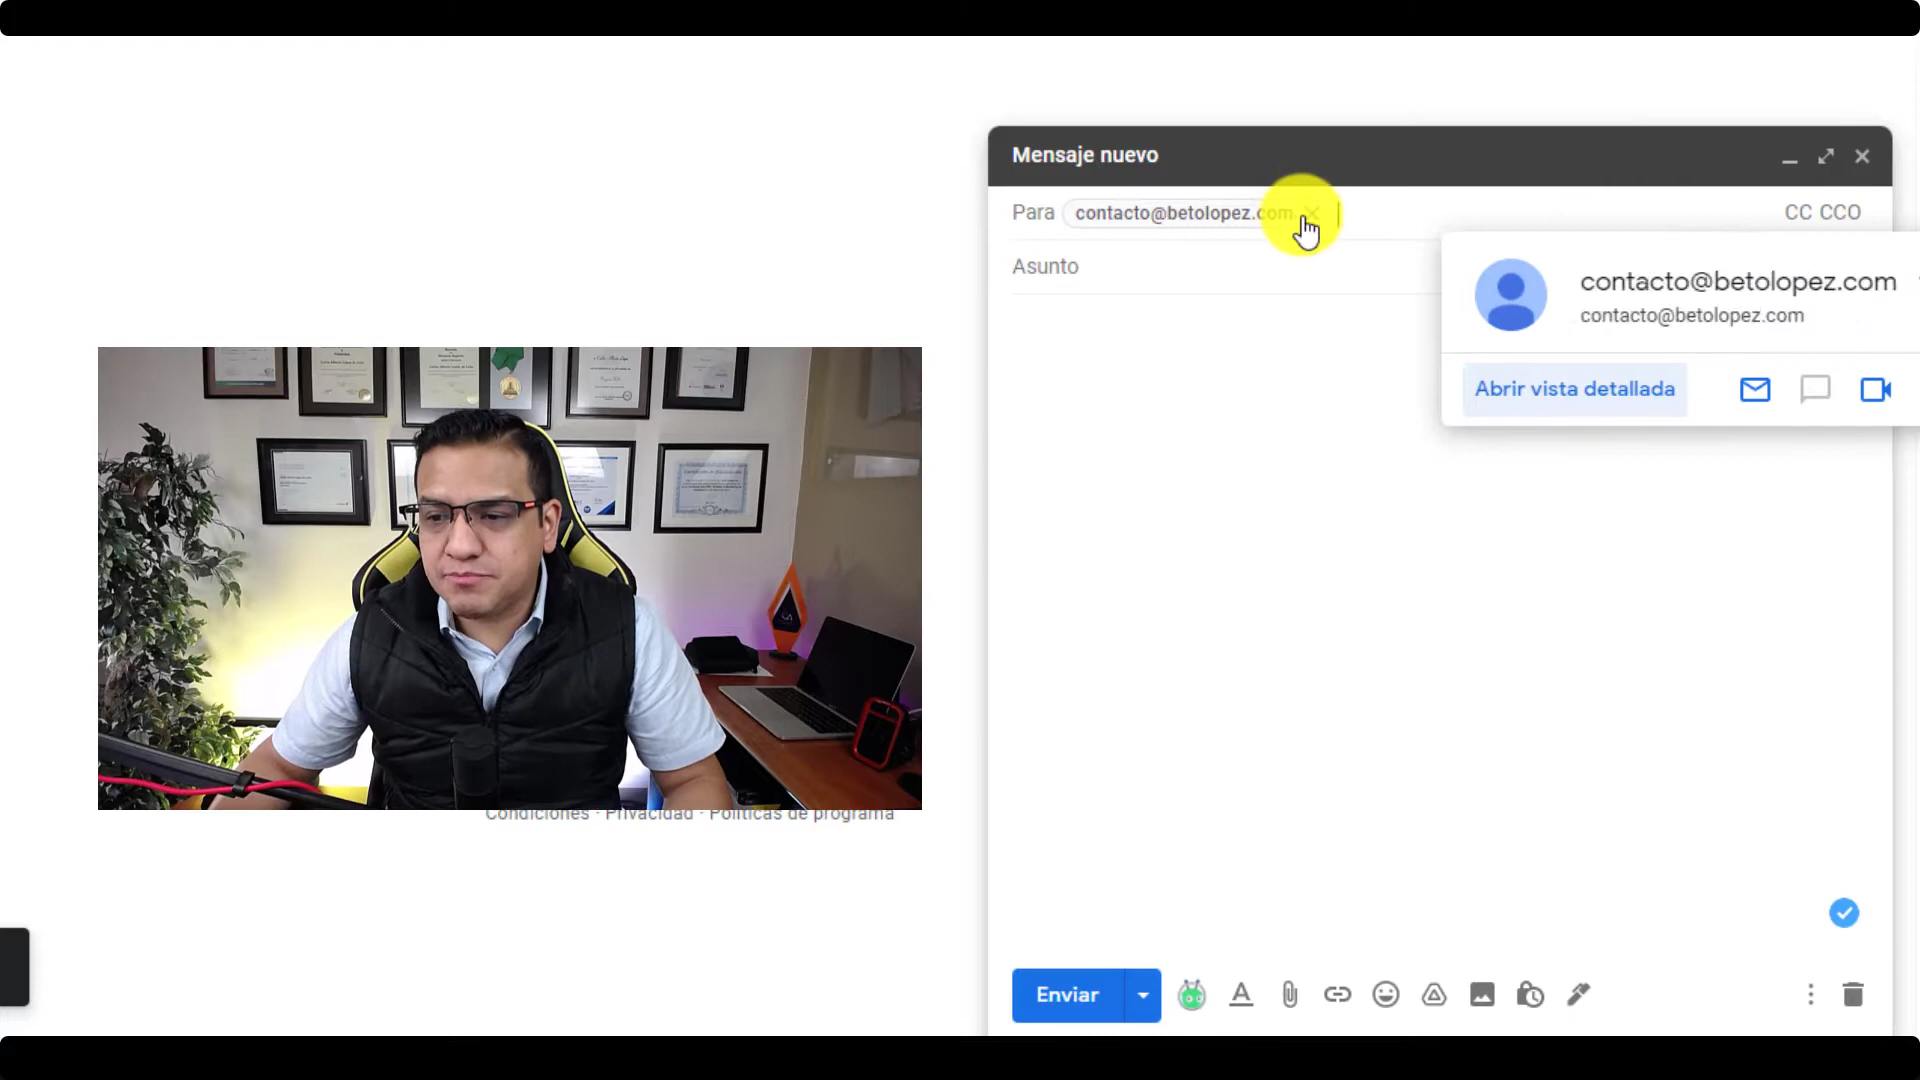 Mensaje nuevo
Para contacto@betolopez.com CC CCO
Asunto
contacto@betolopez.com
contacto@betolopez.com
Abrir vista detallada
Condiciones · Privacidad · Políticas de programa
Enviar